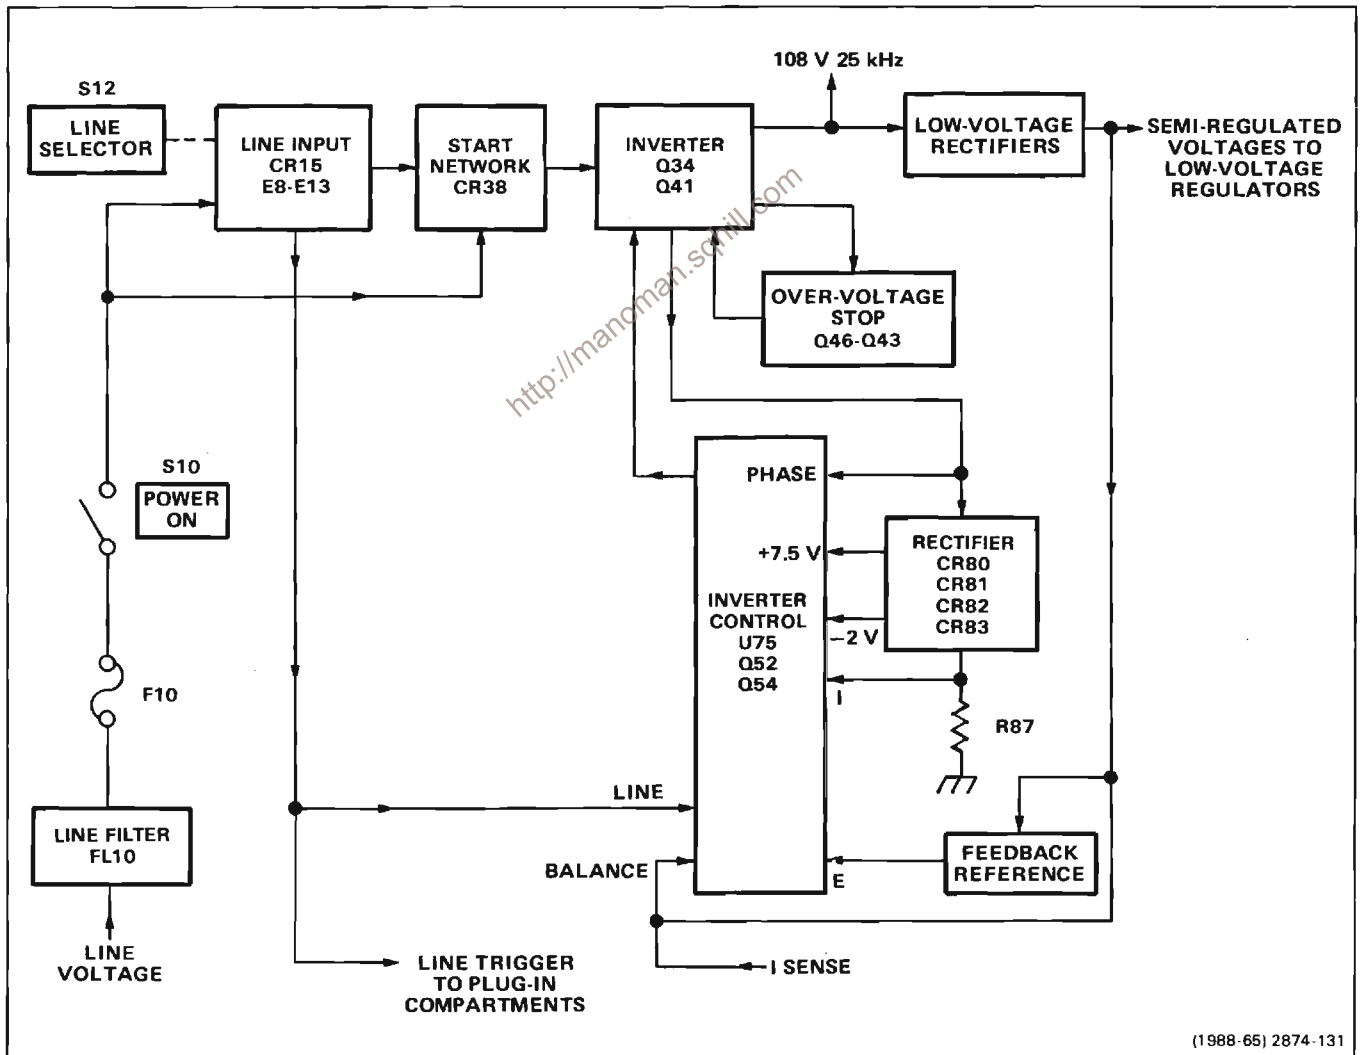 108 V 25 kHz
S12
LINE
SELECTOR
LINE INPUT
CR15
E8-E13
START
NETWORK
CR38
INVERTER
Q34
Q41
LOW-VOLTAGE
RECTIFIERS
SEMI-REGULATED
VOLTAGES TO
LOW-VOLTAGE
REGULATORS
http://manoman.sqhill.com
OVER-VOLTAGE
STOP
Q46-Q43
S10
POWER
ON
PHASE
+7.5 V
RECTIFIER
CR80
CR81
CR82
CR83
INVERTER
CONTROL
U75
Q52
Q54
−2 V
I
F10
R87
LINE
LINE FILTER
FL10
BALANCE
E
FEEDBACK
REFERENCE
LINE
VOLTAGE
LINE TRIGGER
TO PLUG-IN
COMPARTMENTS
I SENSE
(1988-65) 2874-131